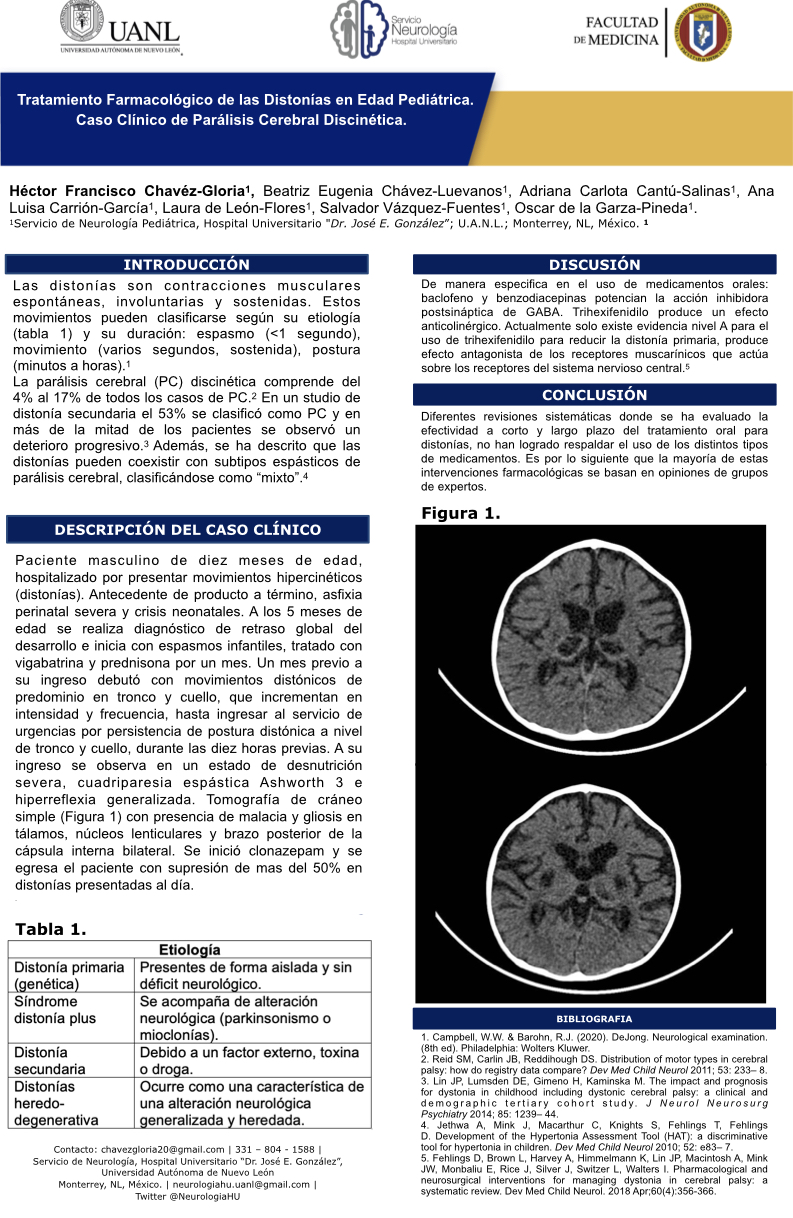 UANL
UNIVERSIDAD AUTÓNOMA DE NUEVO LEÓN
Servicio
Neurología
Hospital Universitario
FACULTAD
DE MEDICINA
Tratamiento Farmacológico de las Distonías en Edad Pediátrica.
Caso Clínico de Parálisis Cerebral Discinética.
Héctor Francisco Chavéz-Gloria¹, Beatriz Eugenia Chávez-Luevanos¹, Adriana Carlota Cantú-Salinas¹, Ana
Luisa Carrión-García¹, Laura de León-Flores¹, Salvador Vázquez-Fuentes¹, Oscar de la Garza-Pineda¹.
¹Servicio de Neurología Pediátrica, Hospital Universitario "Dr. José E. González"; U.A.N.L.; Monterrey, NL, México. ¹
INTRODUCCIÓN
Las distonías son contracciones musculares
espontáneas, involuntarias y sostenidas. Estos
movimientos pueden clasificarse según su etiología
(tabla 1) y su duración: espasmo (<1 segundo),
movimiento (varios segundos, sostenida), postura
(minutos a horas).¹
La parálisis cerebral (PC) discinética comprende del
4% al 17% de todos los casos de PC.² En un studio de
distonía secundaria el 53% se clasificó como PC y en
más de la mitad de los pacientes se observó un
deterioro progresivo.³ Además, se ha descrito que las
distonías pueden coexistir con subtipos espásticos de
parálisis cerebral, clasificándose como “mixto”.⁴
DESCRIPCIÓN DEL CASO CLÍNICO
Paciente masculino de diez meses de edad,
hospitalizado por presentar movimientos hipercinéticos
(distonías). Antecedente de producto a término, asfixia
perinatal severa y crisis neonatales. A los 5 meses de
edad se realiza diagnóstico de retraso global del
desarrollo e inicia con espasmos infantiles, tratado con
vigabatrina y prednisona por un mes. Un mes previo a
su ingreso debutó con movimientos distónicos de
predominio en tronco y cuello, que incrementan en
intensidad y frecuencia, hasta ingresar al servicio de
urgencias por persistencia de postura distónica a nivel
de tronco y cuello, durante las diez horas previas. A su
ingreso se observa en un estado de desnutrición
severa, cuadriparesia espástica Ashworth 3 e
hiperreflexia generalizada. Tomografía de cráneo
simple (Figura 1) con presencia de malacia y gliosis en
tálamos, núcleos lenticulares y brazo posterior de la
cápsula interna bilateral. Se inició clonazepam y se
egresa el paciente con supresión de mas del 50% en
distonías presentadas al día.
Tabla 1.
Etiología
Distonía primaria (genética) Presentes de forma aislada y sin
déficit neurológico.
Síndrome distonía plus Se acompaña de alteración
neurológica (parkinsonismo o
mioclonías).
Distonía secundaria Debido a un factor externo, toxina
o droga.
Distonías heredo-degenerativa Ocurre como una característica de
una alteración neurológica
generalizada y heredada.
Contacto: chavezgloria20@gmail.com | 331 – 804 - 1588 |
Servicio de Neurología, Hospital Universitario “Dr. José E. González”,
Universidad Autónoma de Nuevo León
Monterrey, NL, México. | neurologiahu.uanl@gmail.com |
Twitter @NeurologiaHU
DISCUSIÓN
De manera especifica en el uso de medicamentos orales:
baclofeno y benzodiacepinas potencian la acción inhibidora
postsináptica de GABA. Trihexifenidilo produce un efecto
anticolinérgico. Actualmente solo existe evidencia nivel A para el
uso de trihexifenidilo para reducir la distonía primaria, produce
efecto antagonista de los receptores muscarínicos que actúa
sobre los receptores del sistema nervioso central.⁵
CONCLUSIÓN
Diferentes revisiones sistemáticas donde se ha evaluado la
efectividad a corto y largo plazo del tratamiento oral para
distonías, no han logrado respaldar el uso de los distintos tipos
de medicamentos. Es por lo siguiente que la mayoría de estas
intervenciones farmacológicas se basan en opiniones de grupos
de expertos.
Figura 1.
BIBLIOGRAFIA
1. Campbell, W.W. & Barohn, R.J. (2020). DeJong. Neurological examination.
(8th ed). Philadelphia: Wolters Kluwer.
2. Reid SM, Carlin JB, Reddihough DS. Distribution of motor types in cerebral
palsy: how do registry data compare? Dev Med Child Neurol 2011; 53: 233– 8.
3. Lin JP, Lumsden DE, Gimeno H, Kaminska M. The impact and prognosis
for dystonia in childhood including dystonic cerebral palsy: a clinical and
demographic tertiary cohort study. J Neurol Neurosurg
Psychiatry 2014; 85: 1239– 44.
4. Jethwa A, Mink J, Macarthur C, Knights S, Fehlings T, Fehlings
D. Development of the Hypertonia Assessment Tool (HAT): a discriminative
tool for hypertonia in children. Dev Med Child Neurol 2010; 52: e83– 7.
5. Fehlings D, Brown L, Harvey A, Himmelmann K, Lin JP, Macintosh A, Mink
JW, Monbaliu E, Rice J, Silver J, Switzer L, Walters I. Pharmacological and
neurosurgical interventions for managing dystonia in cerebral palsy: a
systematic review. Dev Med Child Neurol. 2018 Apr;60(4):356-366.